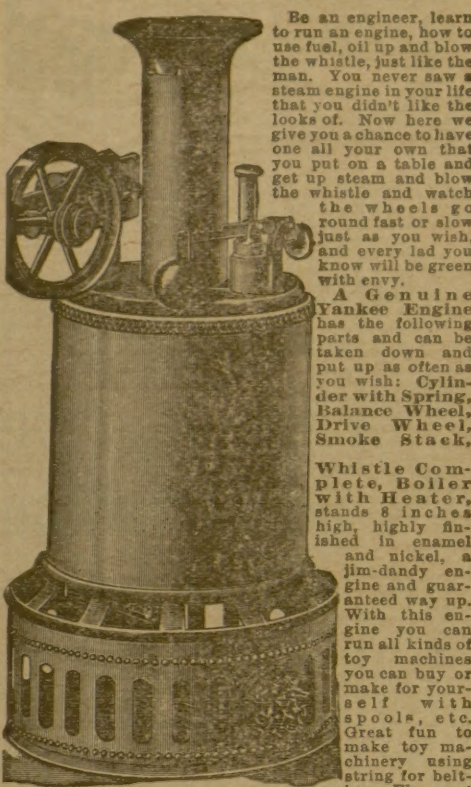 Be an engineer, learn
to run an engine, how to
use fuel, oil up and blow
the whistle, just like the
man. You never saw a
steam engine in your life
that you didn't like the
looks of. Now here we
give you a chance to have
one all your own that
you put on a table and
get up steam and blow
the whistle and watch
the wheels go
round fast or slow
just as you wish,
and every lad you
know will be green
with envy.
A Genuine
Yankee Engine
has the following
parts and can be
taken down and
put up as often as
you wish: Cylin-
der with Spring,
Balance Wheel,
Drive Wheel,
Smoke Stack,
Whistle Com-
plete, Boiler
with Heater,
stands 8 inches
high, highly fin-
ished in enamel
and nickel, a
jim-dandy en-
gine and guar-
anteed way up.
With this en-
gine you can
run all kinds of
toy machines
you can buy or
make for your-
self with
spools, etc.
Great fun to
make toy ma-
chinery using
string for belt-